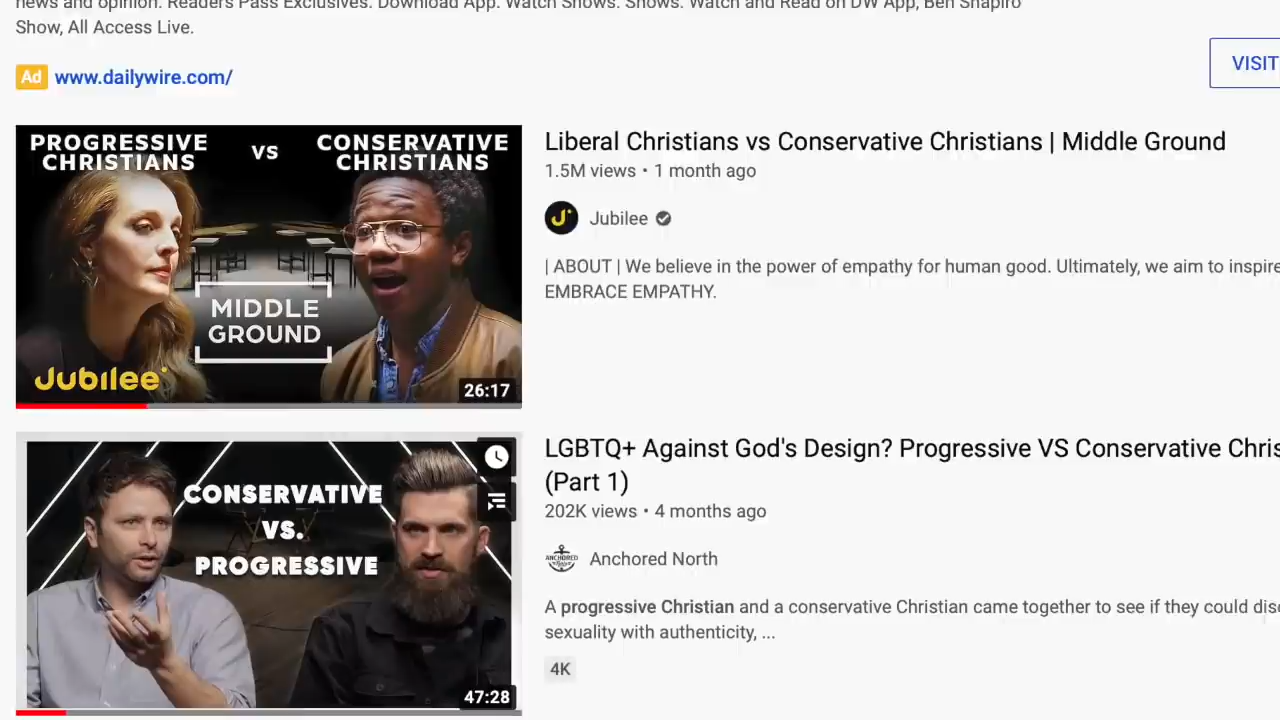 news and opinion. Readers Pass Exclusives. Download App. Watch Shows. Shows. Watch and Read on DW App, Ben Shapiro
Show, All Access Live.
VISIT
Ad www.dailywire.com/
PROGRESSIVE CHRISTIANS
VS
CONSERVATIVE CHRISTIANS
MIDDLE
GROUND
Jubilee
26:17
Liberal Christians vs Conservative Christians | Middle Ground
1.5M views • 1 month ago
Jubilee
| ABOUT | We believe in the power of empathy for human good. Ultimately, we aim to inspire
EMBRACE EMPATHY.
CONSERVATIVE
VS.
PROGRESSIVE
47:28
LGBTQ+ Against God's Design? Progressive VS Conservative Chris
(Part 1)
202K views • 4 months ago
ANCHORED
Anchored North
A progressive Christian and a conservative Christian came together to see if they could disc
sexuality with authenticity, ...
4K